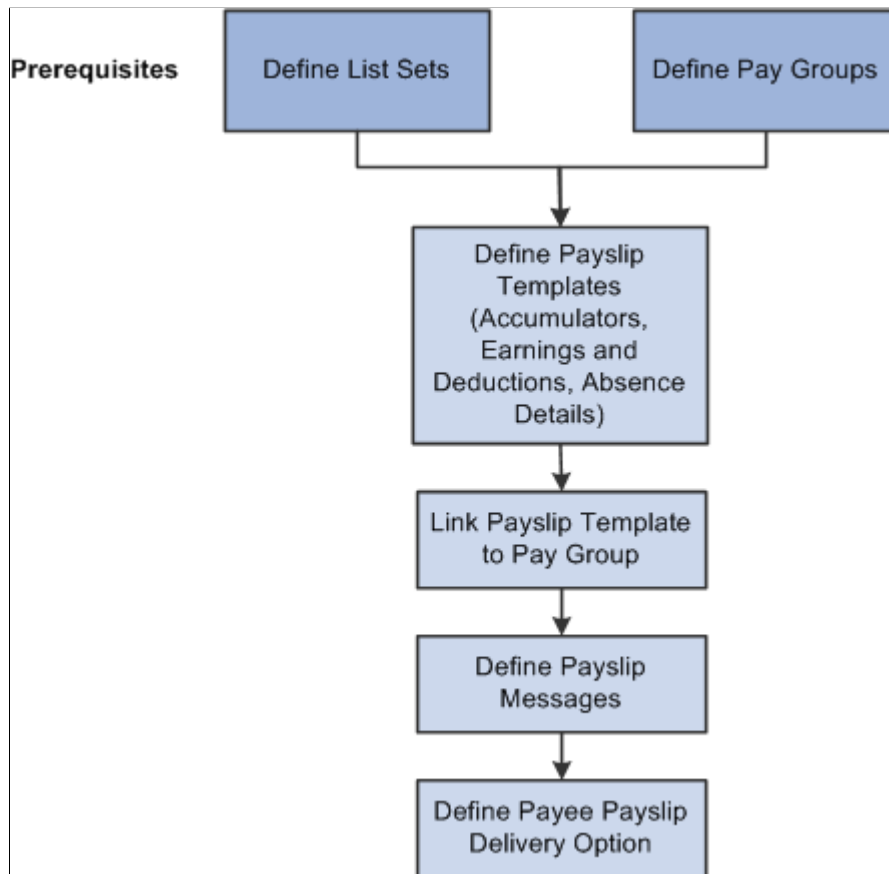 Prerequisites
Define List Sets
Define Pay Groups
Define Payslip
Templates
(Accumulators,
Earnings and
Deductions, Absence
Details)
Link Payslip Template
to Pay Group
Define Payslip
Messages
Define Payee Payslip
Delivery Option